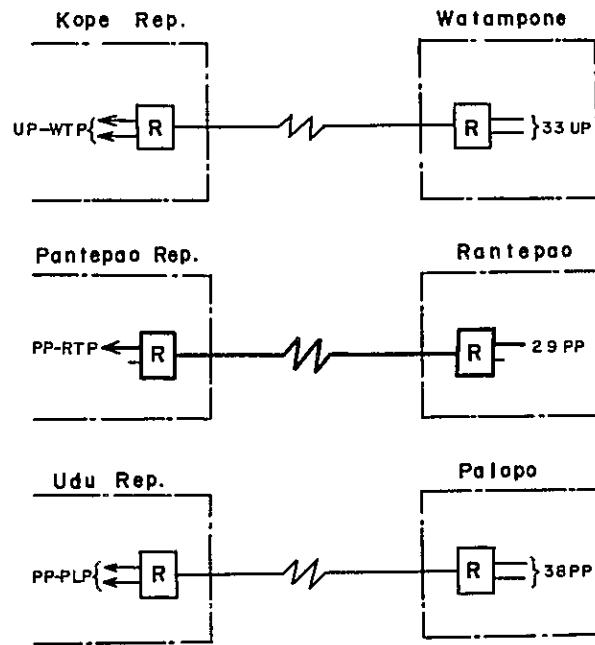 Kope Rep. Watampone
UP-WTP{ R R }33 UP
Pantepao Rep. Rantepao
PP-RTP R R 29 PP
Udu Rep. Palapo
PP-PLP{ R R }38PP